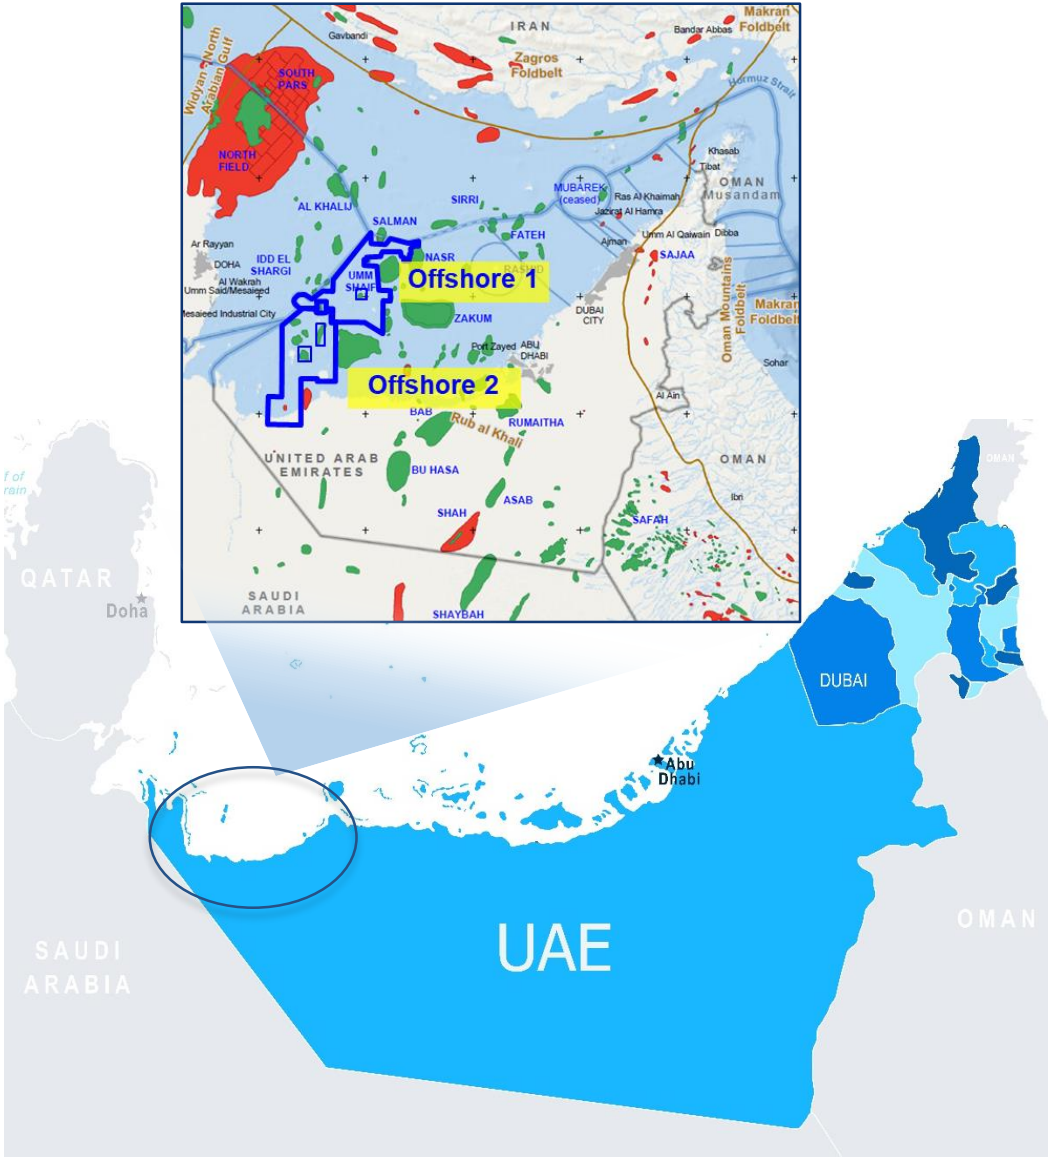 IRAN
Makran
Foldbelt
Gavbandi
Bandar Abbas
Zagros
Foldbelt
Widyan - North
Arabian Gulf
SOUTH
PARS
Hormuz Strait
NORTH
FIELD
Khasab
Tibat
OMAN
Musandam
MUBAREK
(ceased)
Ras Al Khaimah
Jazirat Al Hamra
SIRRI
AL KHALIJ
SALMAN
FATEH
Umm Al Qaiwain
Dibba
Ajman
Ar Rayyan
DOHA
IDD EL
SHARGI
NASR
SAJAA
Al Wakrah
Umm Said/Mesaieed
UMM
SHAIF
Offshore 1
RASHID
Mesaieed Industrial City
ZAKUM
DUBAI
CITY
Oman Mountains
Foldbelt
Makran
Foldbelt
Port Zayed
ABU
DHABI
Sohar
Offshore 2
Al Ain
BAB
Rub al Khali
RUMAITHA
UNITED ARAB
EMIRATES
BU HASA
OMAN
ASAB
Ibri
SHAH
SAFAH
SAUDI
ARABIA
SHAYBAH
f of
rain
OMAN
QATAR
Doha
DUBAI
Abu
Dhabi
UAE
OMAN
SAUDI
ARABIA